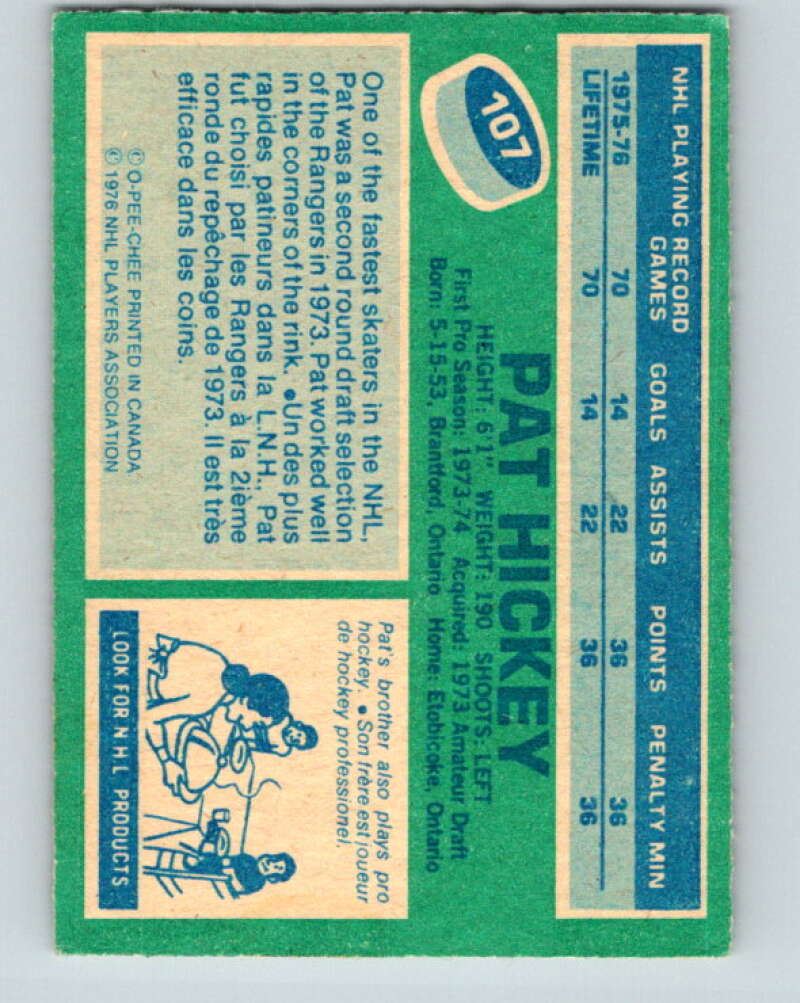 NHL PLAYING RECORD
GAMES GOALS ASSISTS POINTS PENALTY MIN
1975-76 70 14 22 36 36
LIFETIME 70 14 22 36 36
107
PAT HICKEY
HEIGHT: 6'1" WEIGHT: 190 SHOOTS: LEFT
First Pro Season: 1973-74 Acquired: 1973 Amateur Draft
Born: 5-15-53, Brantford, Ontario Home: Etobicoke, Ontario
One of the fastest skaters in the NHL,
Pat was a second round draft selection
of the Rangers in 1973. Pat worked well
in the corners of the rink. •Un des plus
rapides patineurs dans la L.N.H., Pat
fut choisi par les Rangers à la 2ième
ronde du repêchage de 1973. Il est très
efficace dans les coins.
© O-PEE-CHEE PRINTED IN CANADA
© 1976 NHL PLAYERS ASSOCIATION
Pat's brother also plays pro
hockey. • Son frère est joueur
de hockey professionel.
LOOK FOR N H L PRODUCTS